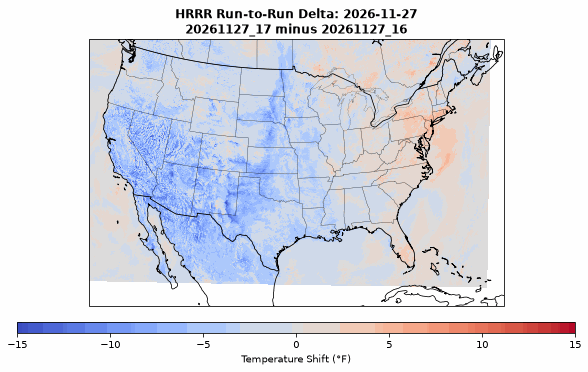 HRRR Run-to-Run Delta: 2026-11-27
20261127_17 minus 20261127_16
−15 −10 −5 0 5 10 15
Temperature Shift (°F)